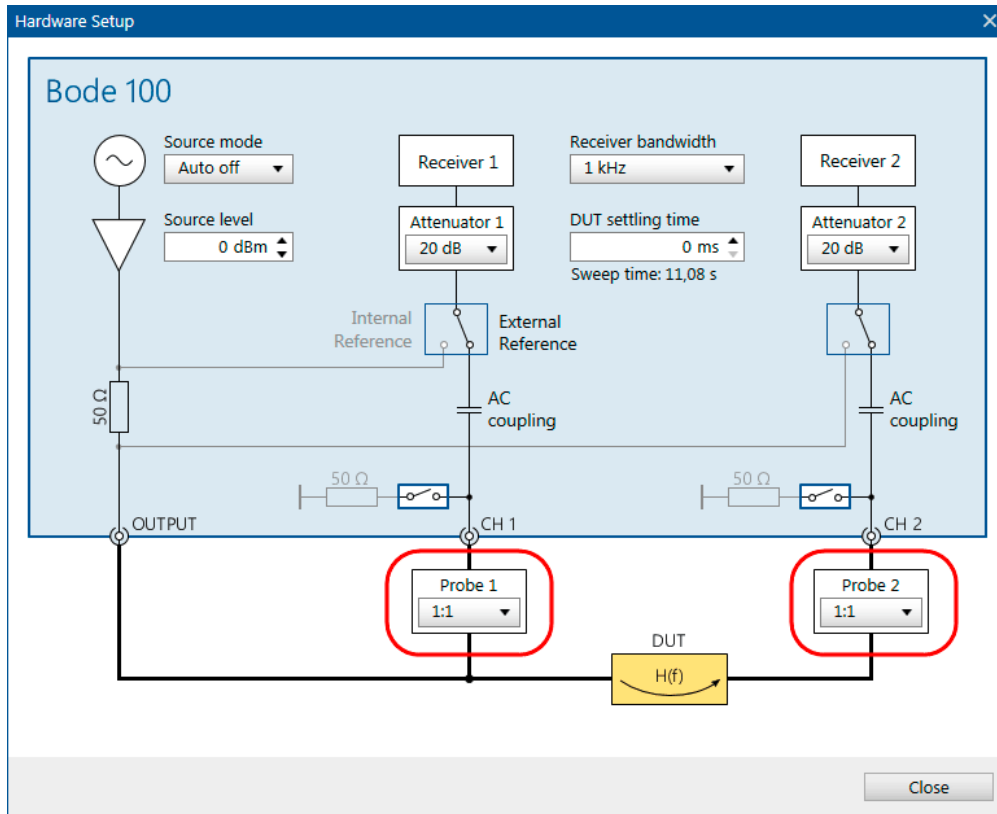 Hardware Setup
Bode 100
Source mode
Auto off
Receiver 1
Receiver bandwidth
1 kHz
Receiver 2
Source level
0 dBm
Attenuator 1
20 dB
DUT settling time
0 ms
Sweep time: 11,08 s
Attenuator 2
20 dB
Internal
Reference
External
Reference
50 Ω
AC
coupling
AC
coupling
50 Ω
50 Ω
OUTPUT
CH 1
CH 2
Probe 1
1:1
Probe 2
1:1
DUT
H(f)
Close